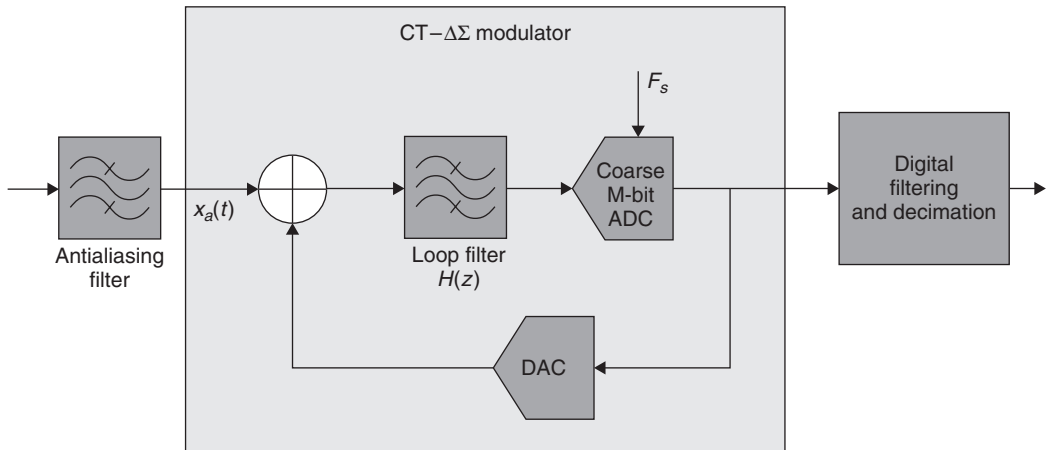 CT–ΔΣ modulator
F_s
Coarse
M-bit
ADC
Digital
filtering
and decimation
x_a(t)
Antialiasing
filter
Loop filter
H(z)
DAC